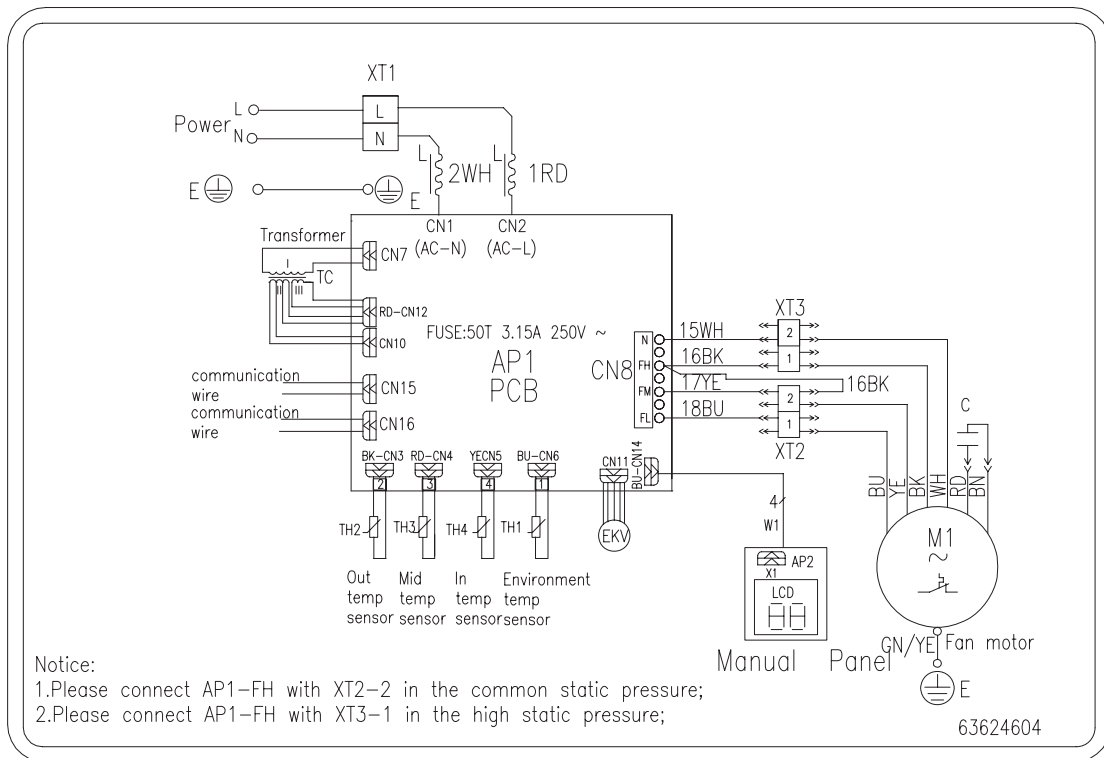 XT1
L
L
Power
N
N
L
2WH
L
1RD
E
E
CN1
(AC-N)
CN2
(AC-L)
Transformer
CN7
I
TC
II
III
RD-CN12
CN10
FUSE:50T 3.15A 250V ~
AP1
PCB
CN8
N
FH
FM
FL
15WH
16BK
17YE
18BU
16BK
XT3
2
1
2
1
XT2
C
communication
wire
CN15
communication
wire
CN16
BK-CN3
RD-CN4
YECN5
BU-CN6
CN11
BU-CN14
2
3
4
1
TH2
TH3
TH4
TH1
EKV
4
W1
BU
YE
BK
WH
RD
BN
M1
~
AP2
X1
LCD
88
Out
temp
sensor
Mid
temp
sensor
In
temp
sensor
Environment
temp
sensor
Manual Panel
GN/YE
Fan motor
E
Notice:
1.Please connect AP1-FH with XT2-2 in the common static pressure;
2.Please connect AP1-FH with XT3-1 in the high static pressure;
63624604